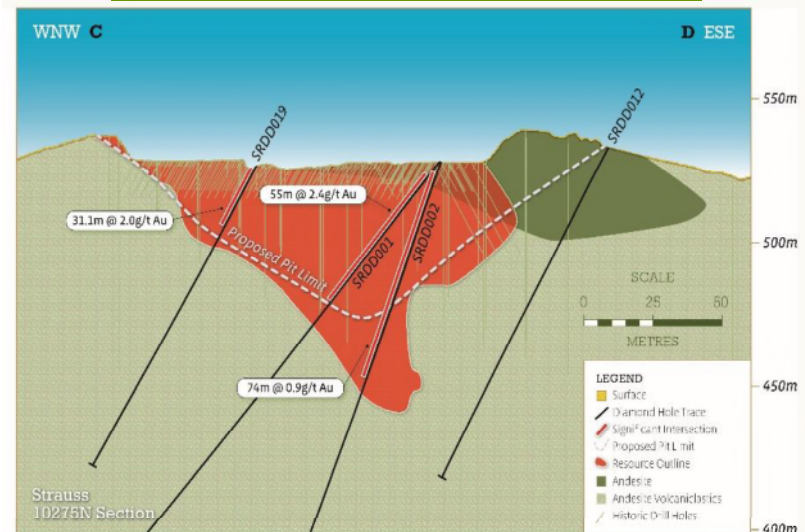 WNW C
D ESE
550m
SRDD019
SRDD012
55m @ 2.4g/t Au
31.1m @ 2.0g/t Au
SRDD001
SRDD002
Proposed Pit Limit
500m
SCALE
0 25 50
METRES
74m @ 0.9g/t Au
450m
LEGEND
Surface
Diamond Hole Trace
Significant Intersection
Proposed Pit Limit
Resource Outline
Andesite
Andesite Volcaniclastics
Historic Drill Holes
Strauss
10275N Section
400m